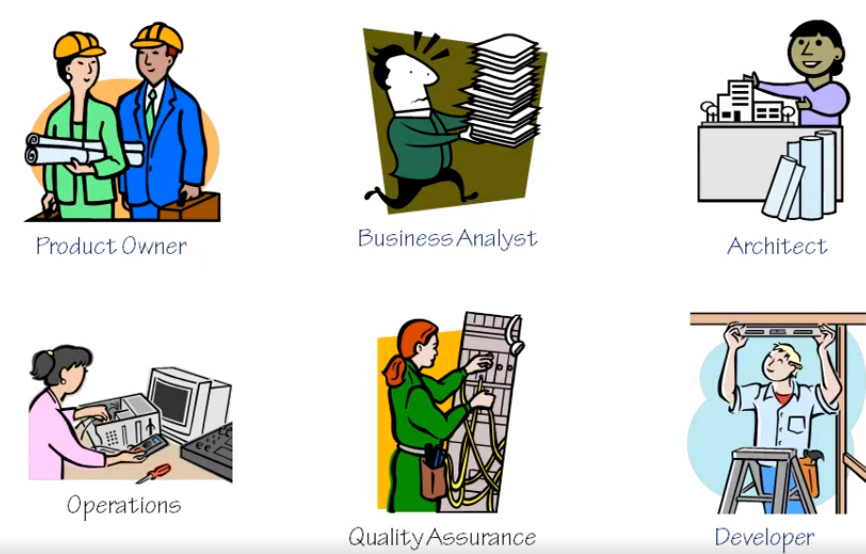 Product Owner
Business Analyst
Architect
Operations
Quality Assurance
Developer